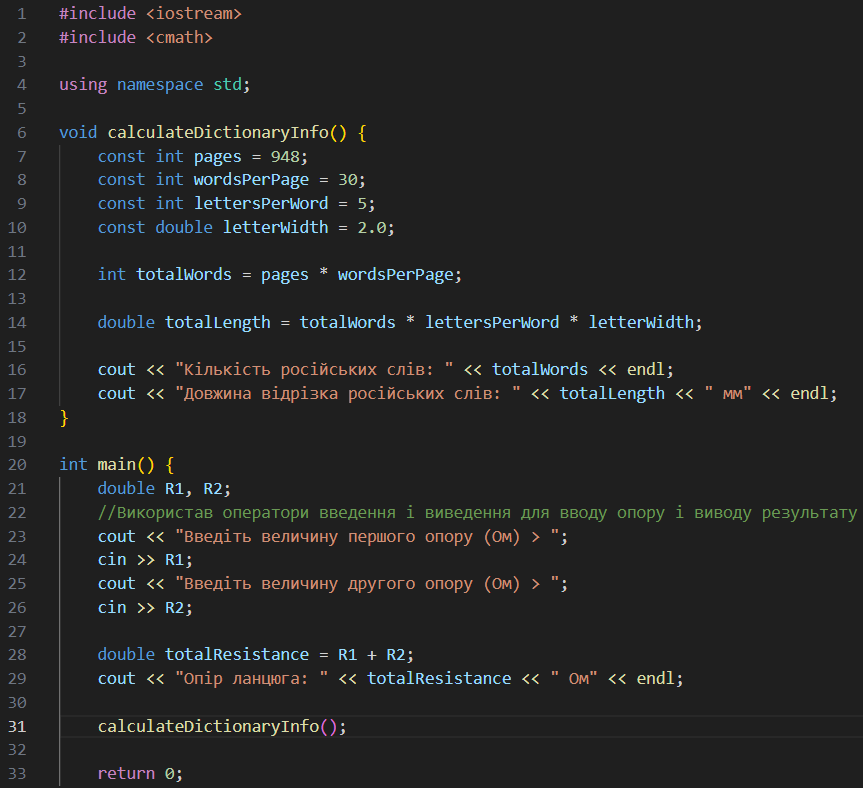 1 #include <iostream>
2 #include <cmath>
3
4 using namespace std;
5
6 void calculateDictionaryInfo() {
7     const int pages = 948;
8     const int wordsPerPage = 30;
9     const int lettersPerWord = 5;
10     const double letterWidth = 2.0;
11
12     int totalWords = pages * wordsPerPage;
13
14     double totalLength = totalWords * lettersPerWord * letterWidth;
15
16     cout << "Кількість російських слів: " << totalWords << endl;
17     cout << "Довжина відрізка російських слів: " << totalLength << " мм" << endl;
18 }
19
20 int main() {
21     double R1, R2;
22     //Використав оператори введення і виведення для вводу опору і виводу результату
23     cout << "Введіть величину першого опору (Ом) > ";
24     cin >> R1;
25     cout << "Введіть величину другого опору (Ом) > ";
26     cin >> R2;
27
28     double totalResistance = R1 + R2;
29     cout << "Опір ланцюга: " << totalResistance << " Ом" << endl;
30
31     calculateDictionaryInfo();
32
33     return 0;